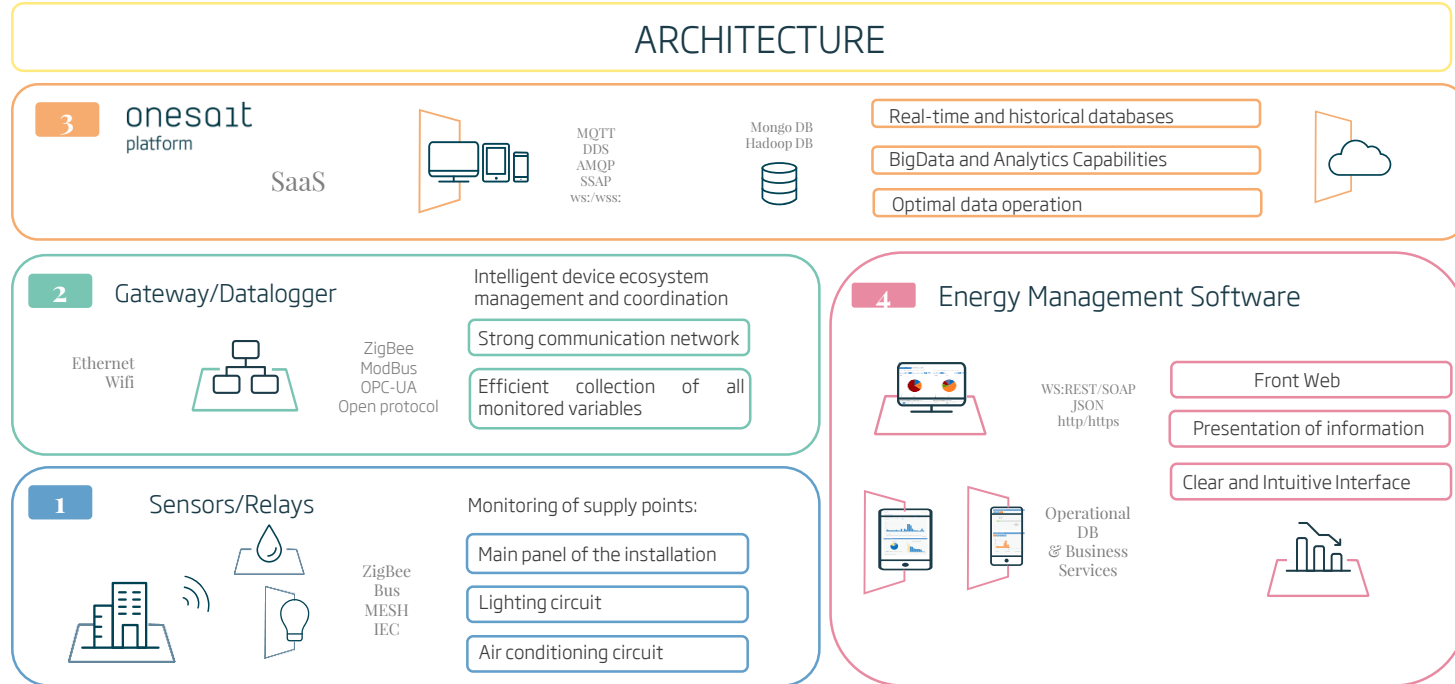 ARCHITECTURE
3
onesait
platform
SaaS
MQTT
DDS
AMQP
SSAP
ws:/wss:
Mongo DB
Hadoop DB
Real-time and historical databases
BigData and Analytics Capabilities
Optimal data operation
2
Gateway/Datalogger
Ethernet
Wifi
ZigBee
ModBus
OPC-UA
Open protocol
Intelligent device ecosystem
management and coordination
Strong communication network
Efficient collection of all
monitored variables
1
Sensors/Relays
ZigBee
Bus
MESH
IEC
Monitoring of supply points:
Main panel of the installation
Lighting circuit
Air conditioning circuit
4
Energy Management Software
WS:REST/SOAP
JSON
http/https
Front Web
Presentation of information
Clear and Intuitive Interface
Operational
DB
& Business
Services